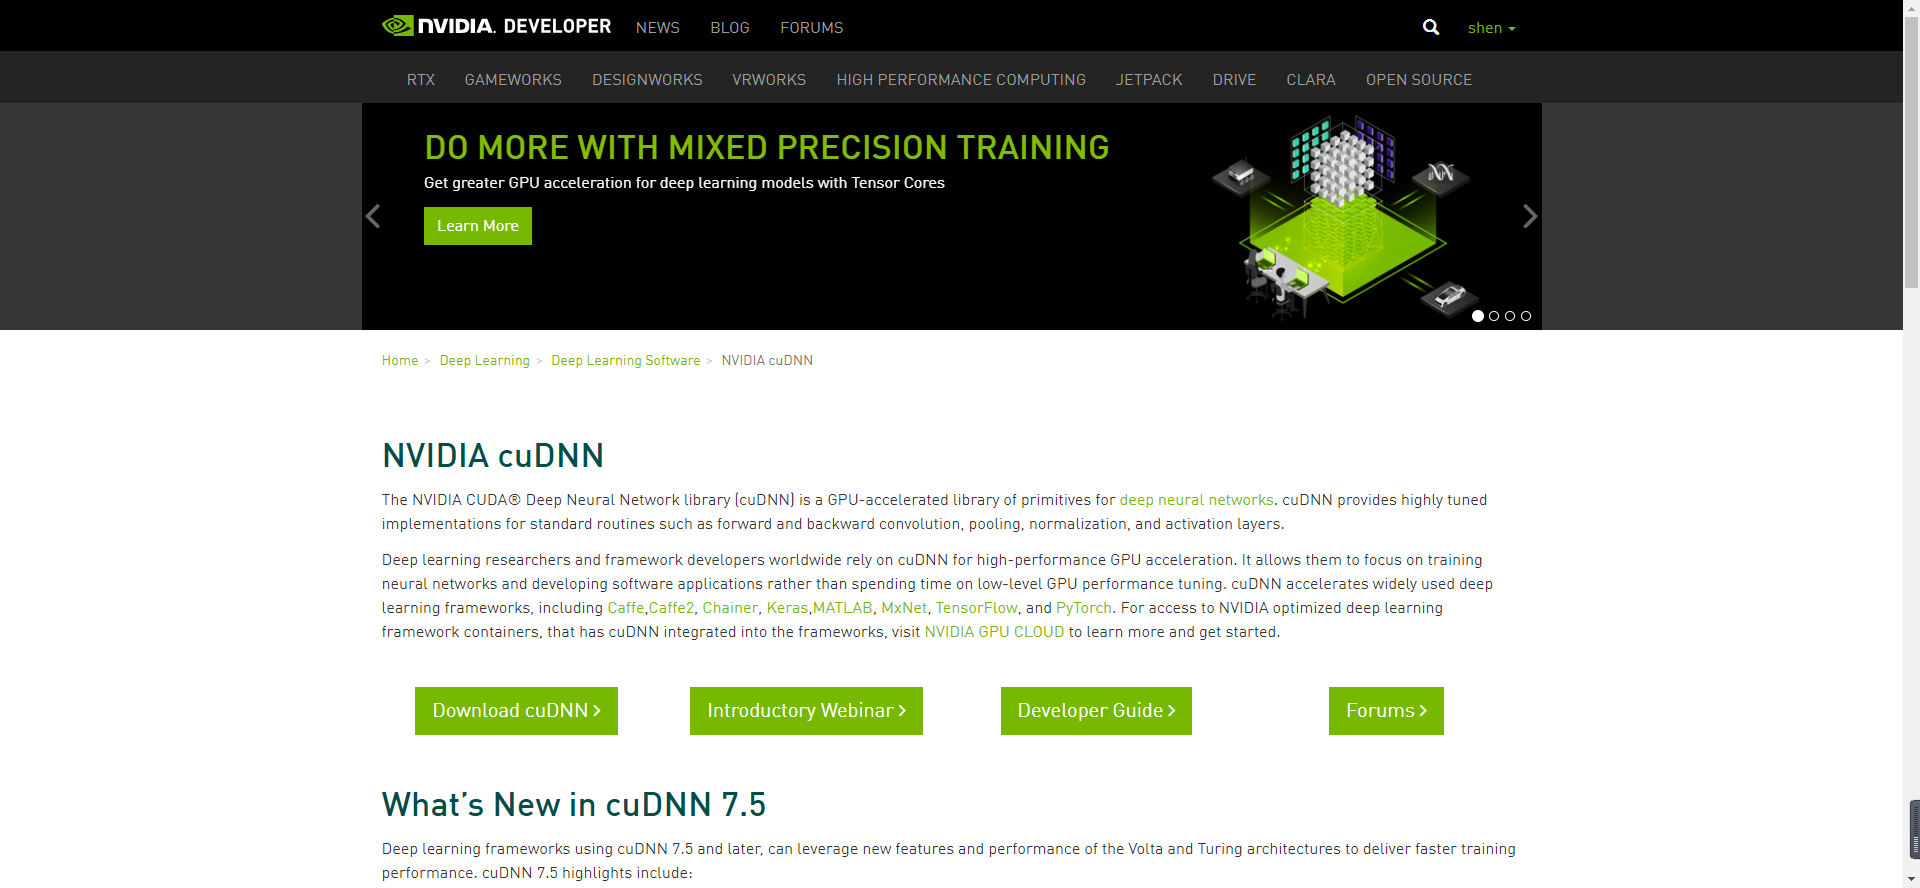 NVIDIA. DEVELOPER NEWS BLOG FORUMS shen
RTX GAMEWORKS DESIGNWORKS VRWORKS HIGH PERFORMANCE COMPUTING JETPACK DRIVE CLARA OPEN SOURCE
DO MORE WITH MIXED PRECISION TRAINING
Get greater GPU acceleration for deep learning models with Tensor Cores
Learn More
Home > Deep Learning > Deep Learning Software > NVIDIA cuDNN
NVIDIA cuDNN
The NVIDIA CUDA® Deep Neural Network library (cuDNN) is a GPU-accelerated library of primitives for deep neural networks. cuDNN provides highly tuned
implementations for standard routines such as forward and backward convolution, pooling, normalization, and activation layers.
Deep learning researchers and framework developers worldwide rely on cuDNN for high-performance GPU acceleration. It allows them to focus on training
neural networks and developing software applications rather than spending time on low-level GPU performance tuning. cuDNN accelerates widely used deep
learning frameworks, including Caffe,Caffe2, Chainer, Keras,MATLAB, MxNet, TensorFlow, and PyTorch. For access to NVIDIA optimized deep learning
framework containers, that has cuDNN integrated into the frameworks, visit NVIDIA GPU CLOUD to learn more and get started.
Download cuDNN > Introductory Webinar > Developer Guide > Forums >
What's New in cuDNN 7.5
Deep learning frameworks using cuDNN 7.5 and later, can leverage new features and performance of the Volta and Turing architectures to deliver faster training
performance. cuDNN 7.5 highlights include: